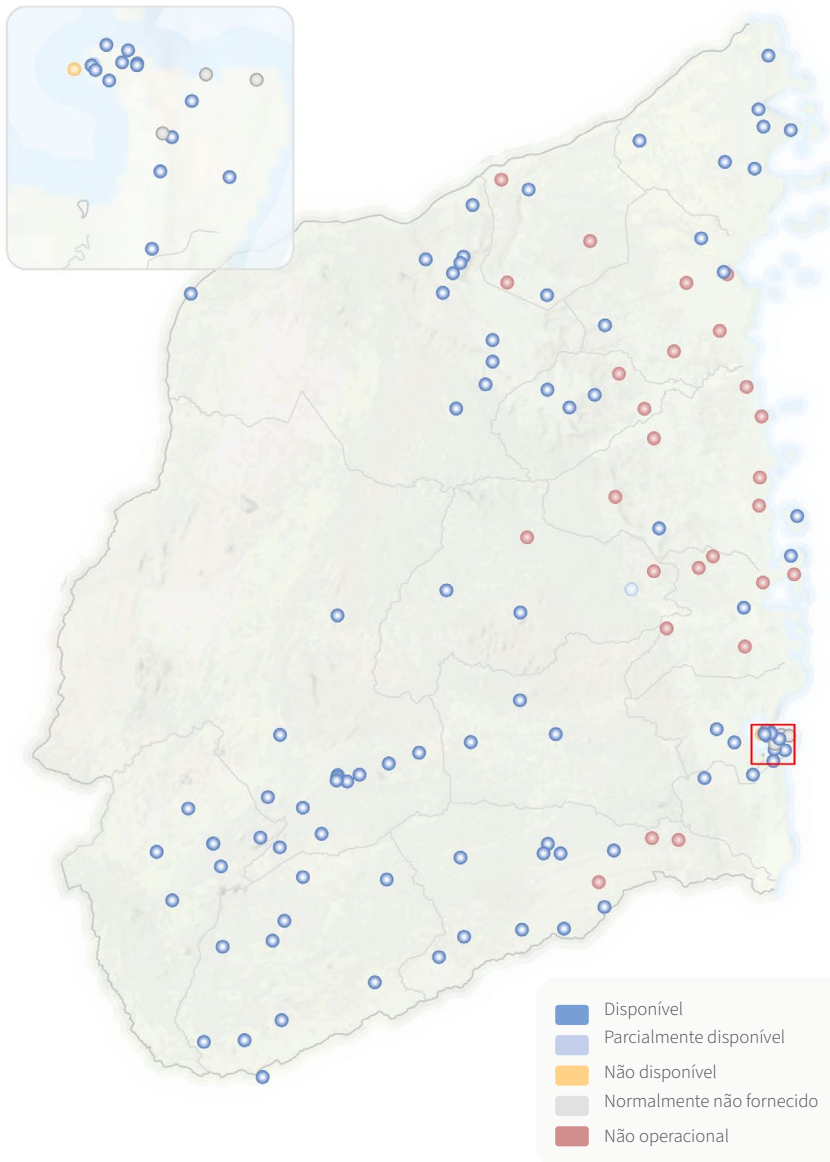 Disponível
Parcialmente disponível
Não disponível
Normalmente não fornecido
Não operacional